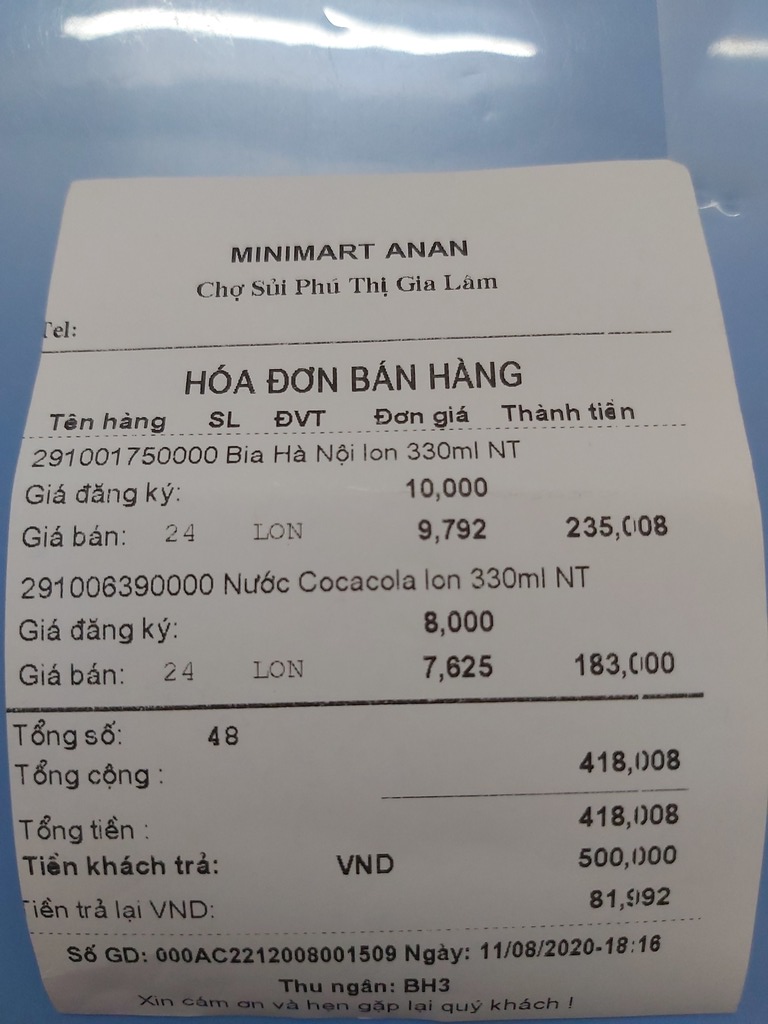 MINIMART ANAN
Chợ Sủi Phú Thị Gia Lâm
Tel:
HÓA ĐƠN BÁN HÀNG
Tên hàng SL ĐVT Đơn giá Thành tiền
291001750000 Bia Hà Nội lon 330ml NT
Giá đăng ký: 10,000
Giá bán: 24 LON 9,792 235,008
291006390000 Nước Cocacola lon 330ml NT
Giá đăng ký: 8,000
Giá bán: 24 LON 7,625 183,000
Tổng số: 48
Tổng cộng : 418,008
Tổng tiền : 418,008
Tiền khách trả: VND 500,000
Tiền trả lại VND: 81,992
Số GD: 000AC2212008001509 Ngày: 11/08/2020-18:16
Thu ngân: BH3
Xin cám ơn và hẹn gặp lại quý khách !